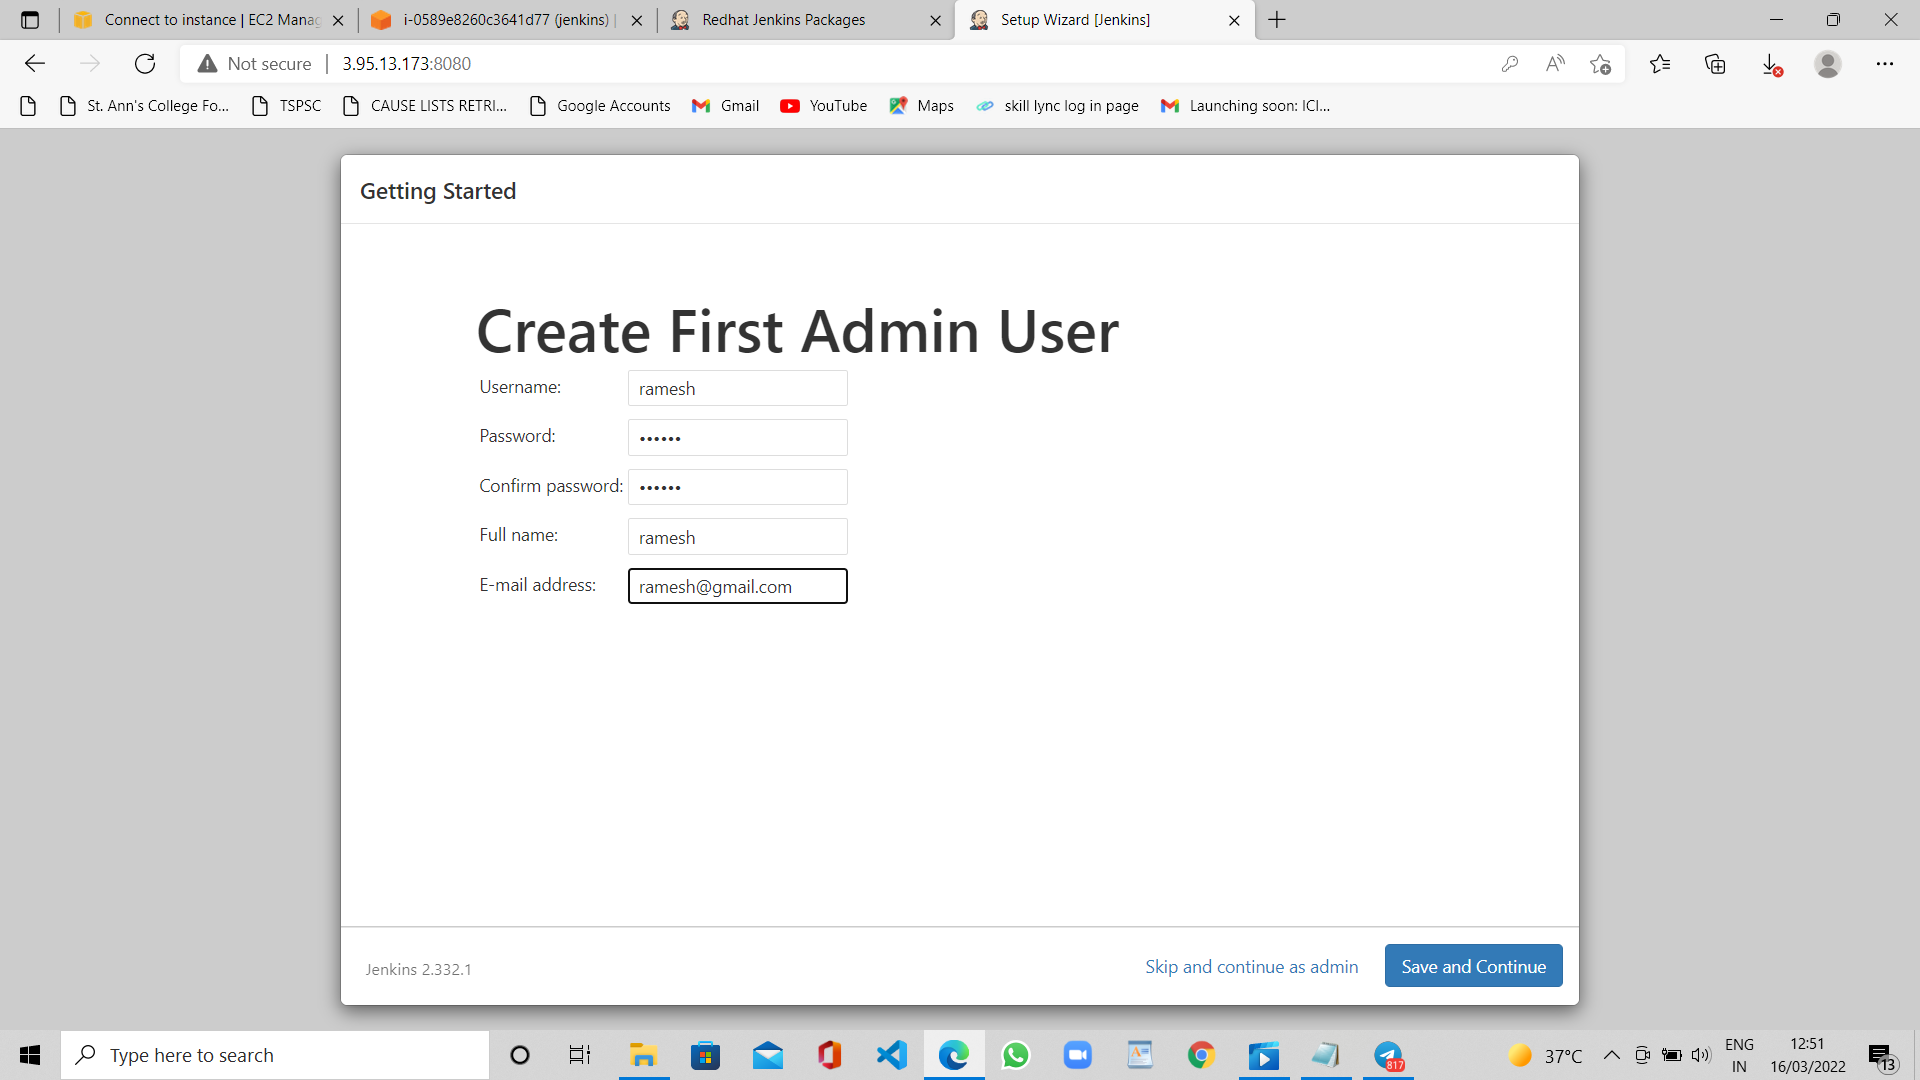 Connect to instance | EC2 Manag
i-0589e8260c3641d77 (jenkins) |
Redhat Jenkins Packages
Setup Wizard [Jenkins]
Not secure
3.95.13.173:8080
St. Ann's College Fo...
TSPSC
CAUSE LISTS RETRI...
Google Accounts
Gmail
YouTube
Maps
skill lync log in page
Launching soon: ICI...
Getting Started
Create First Admin User
Username:
ramesh
Password:
••••••
Confirm password:
••••••
Full name:
ramesh
E-mail address:
ramesh@gmail.com
Jenkins 2.332.1
Skip and continue as admin
Save and Continue
Type here to search
817
37°C
ENG
IN
12:51
16/03/2022
13